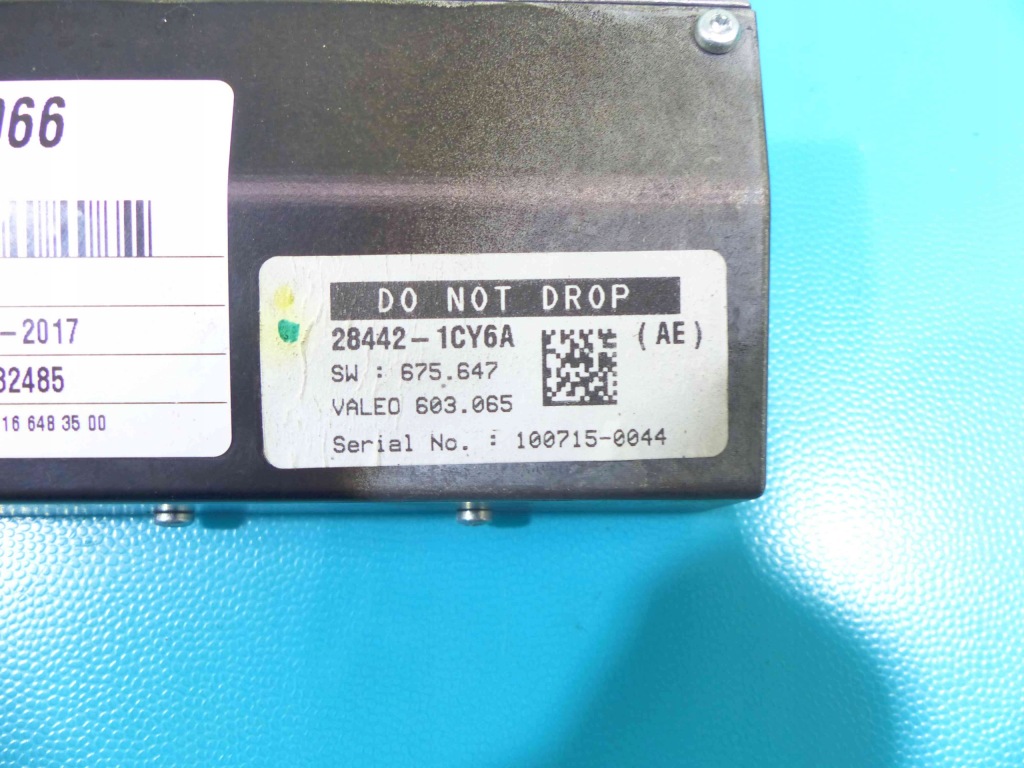 066
-2017
32485
16 648 35 00
DO NOT DROP
28442-1CY6A (AE)
SW : 675.647
VALEO 603.065
Serial No. : 100715-0044